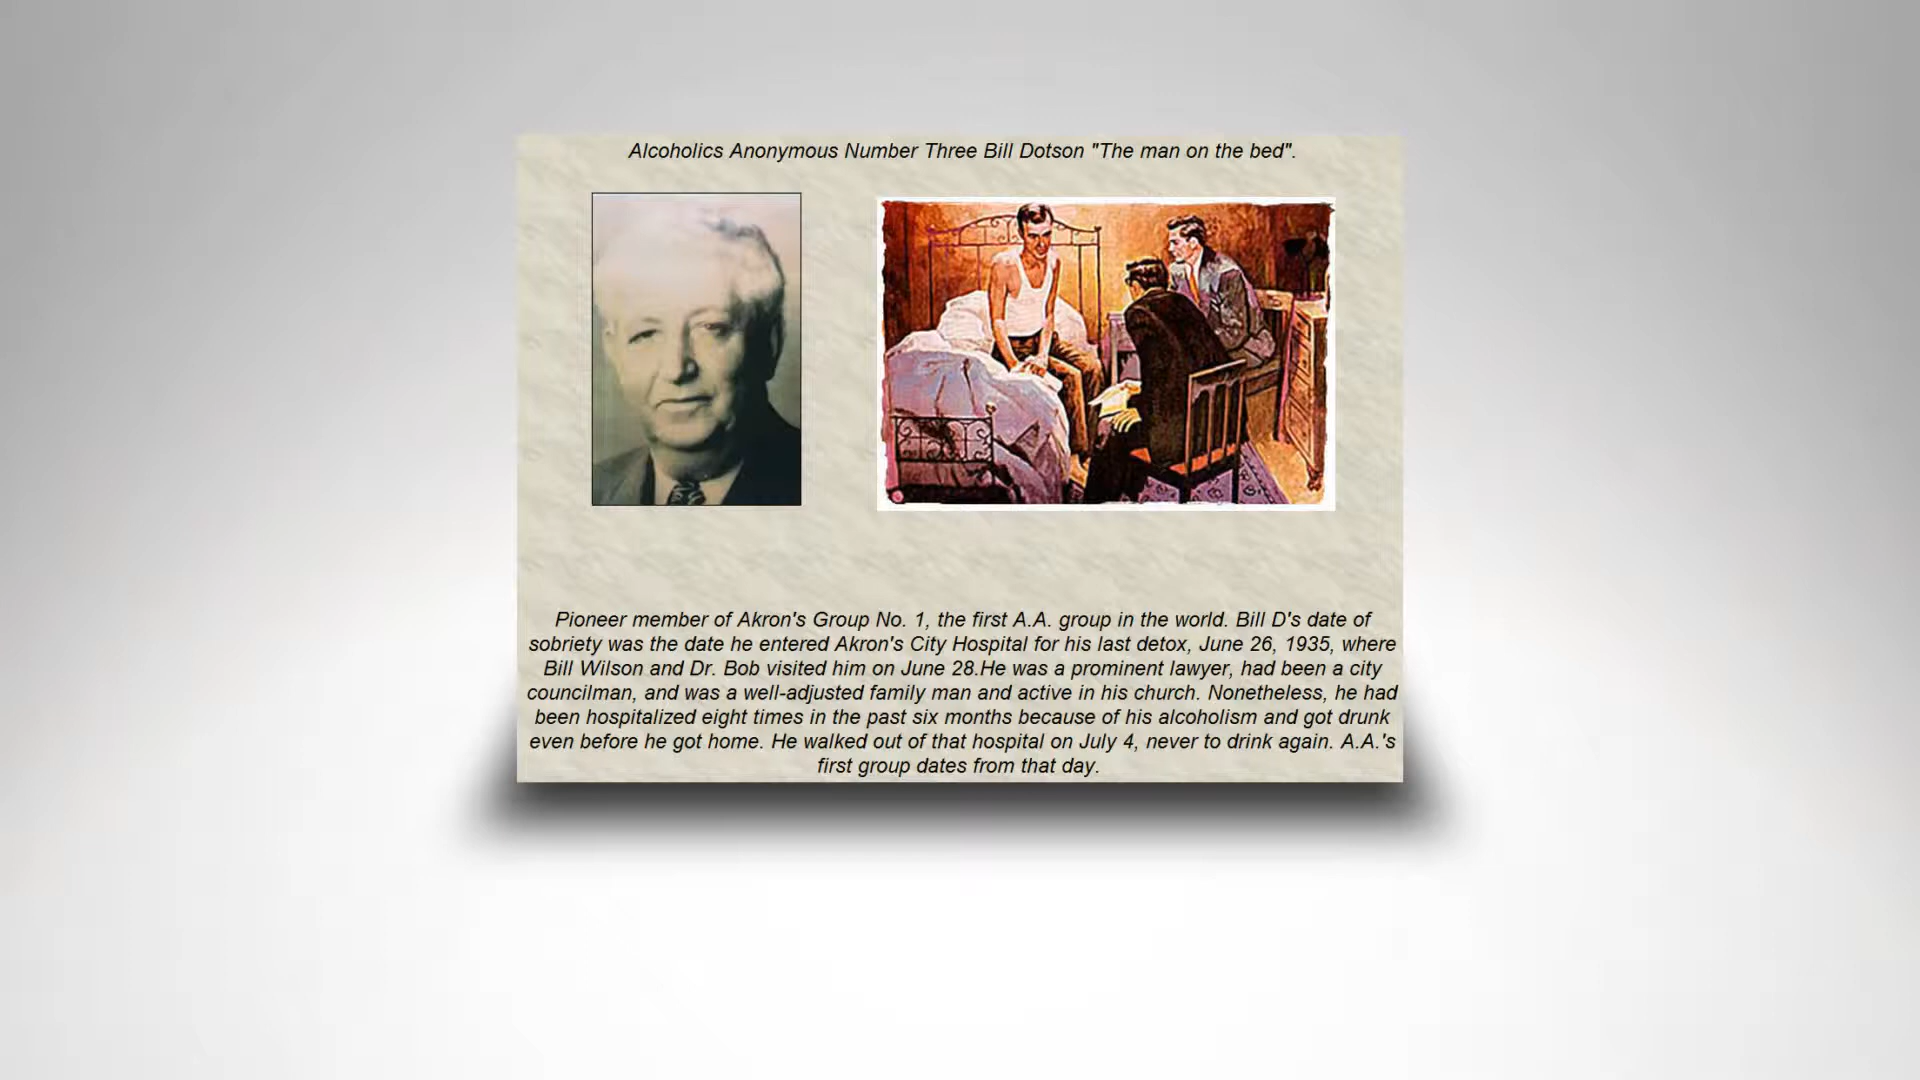 Alcoholics Anonymous Number Three Bill Dotson "The man on the bed".
Pioneer member of Akron's Group No. 1, the first A.A. group in the world. Bill D's date of
sobriety was the date he entered Akron's City Hospital for his last detox, June 26, 1935, where
Bill Wilson and Dr. Bob visited him on June 28.He was a prominent lawyer, had been a city
councilman, and was a well-adjusted family man and active in his church. Nonetheless, he had
been hospitalized eight times in the past six months because of his alcoholism and got drunk
even before he got home. He walked out of that hospital on July 4, never to drink again. A.A.'s
first group dates from that day.